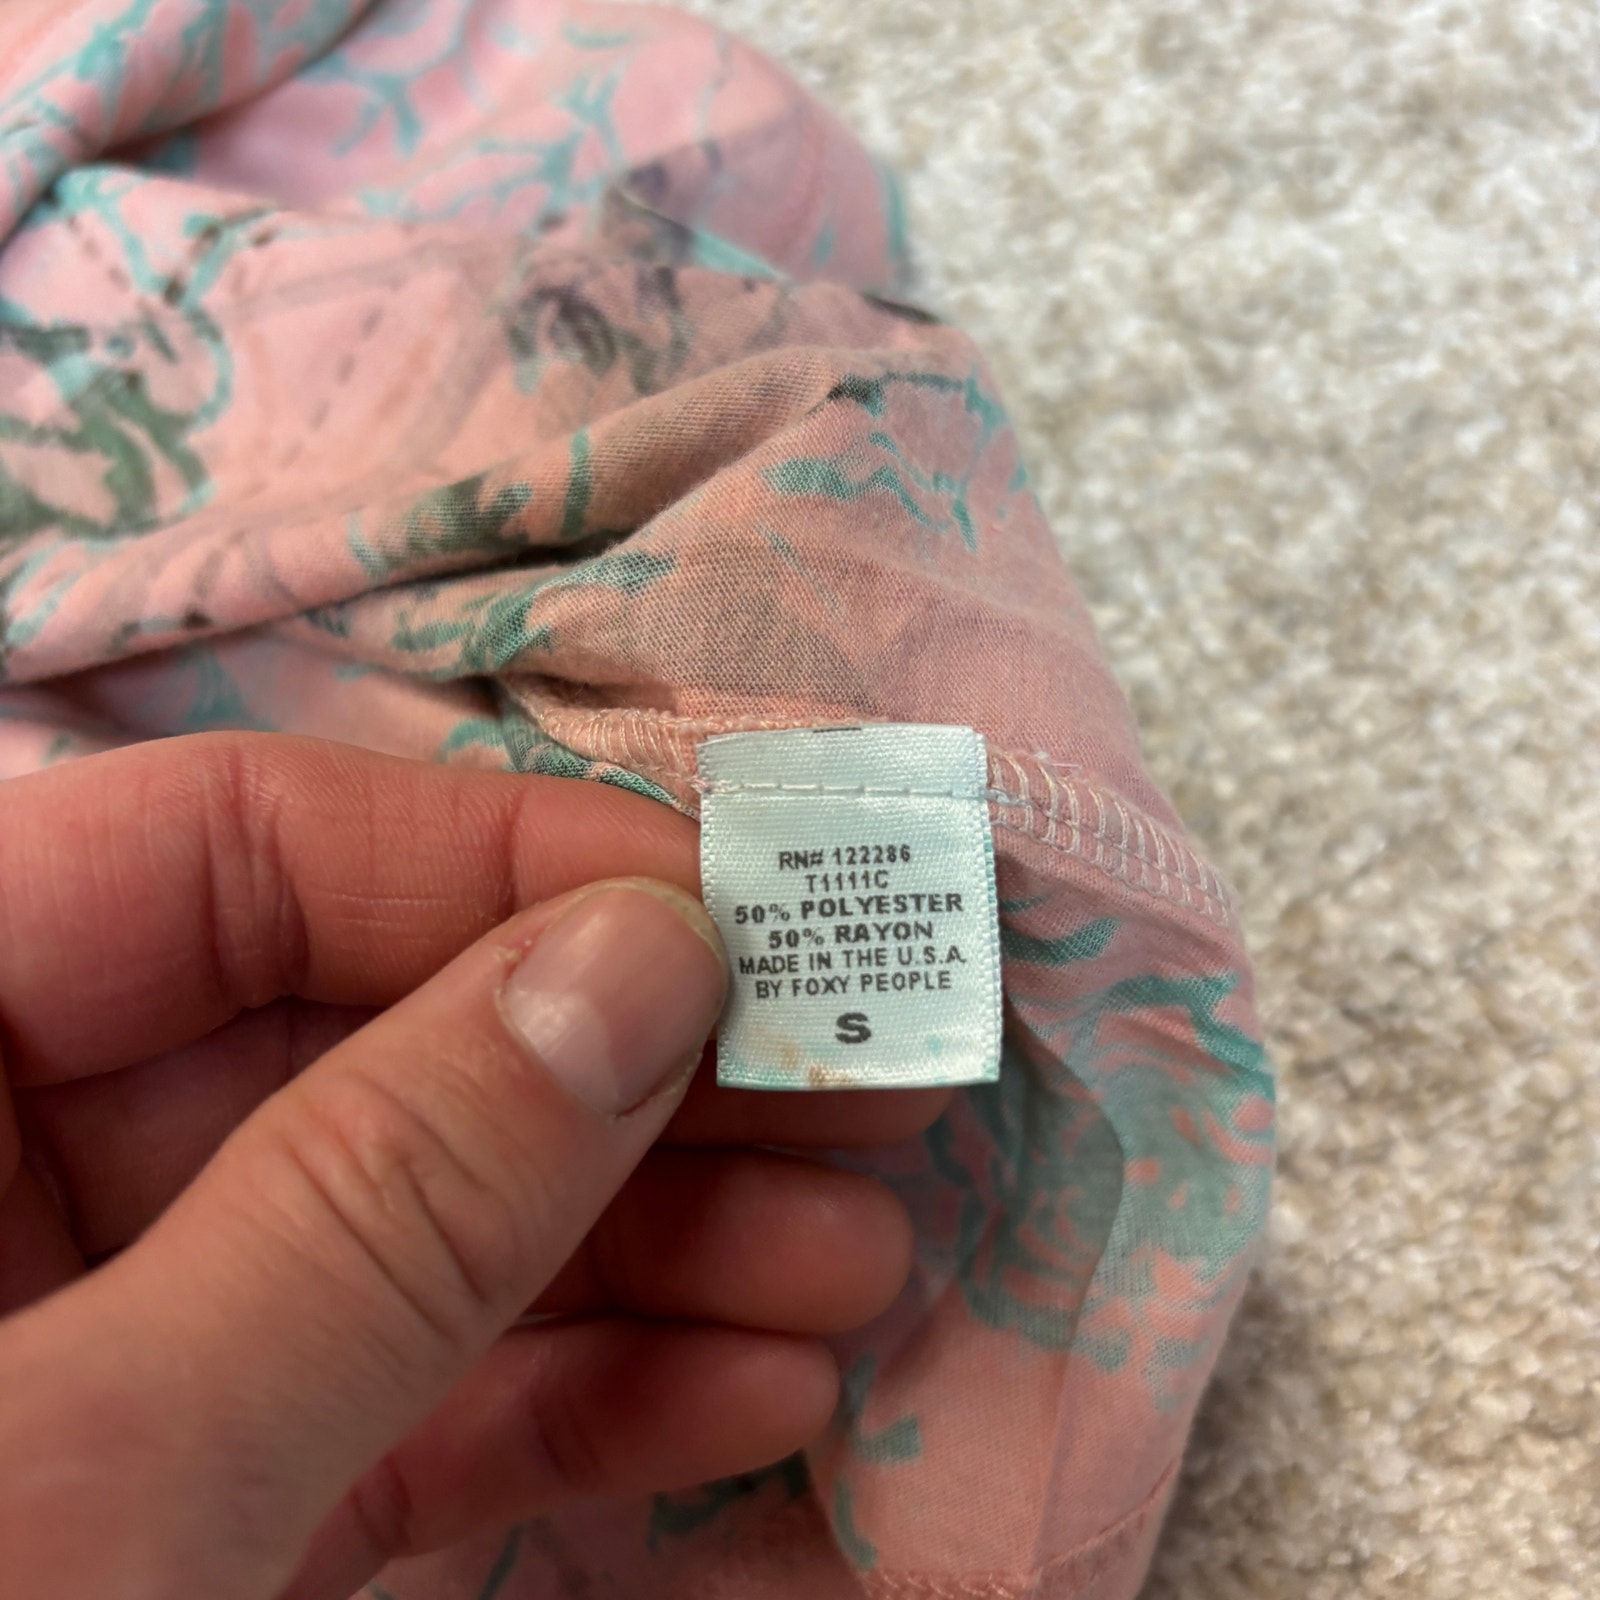 RN# 122286
T1111C
50% POLYESTER
50% RAYON
MADE IN THE U.S.A.
BY FOXY PEOPLE
S